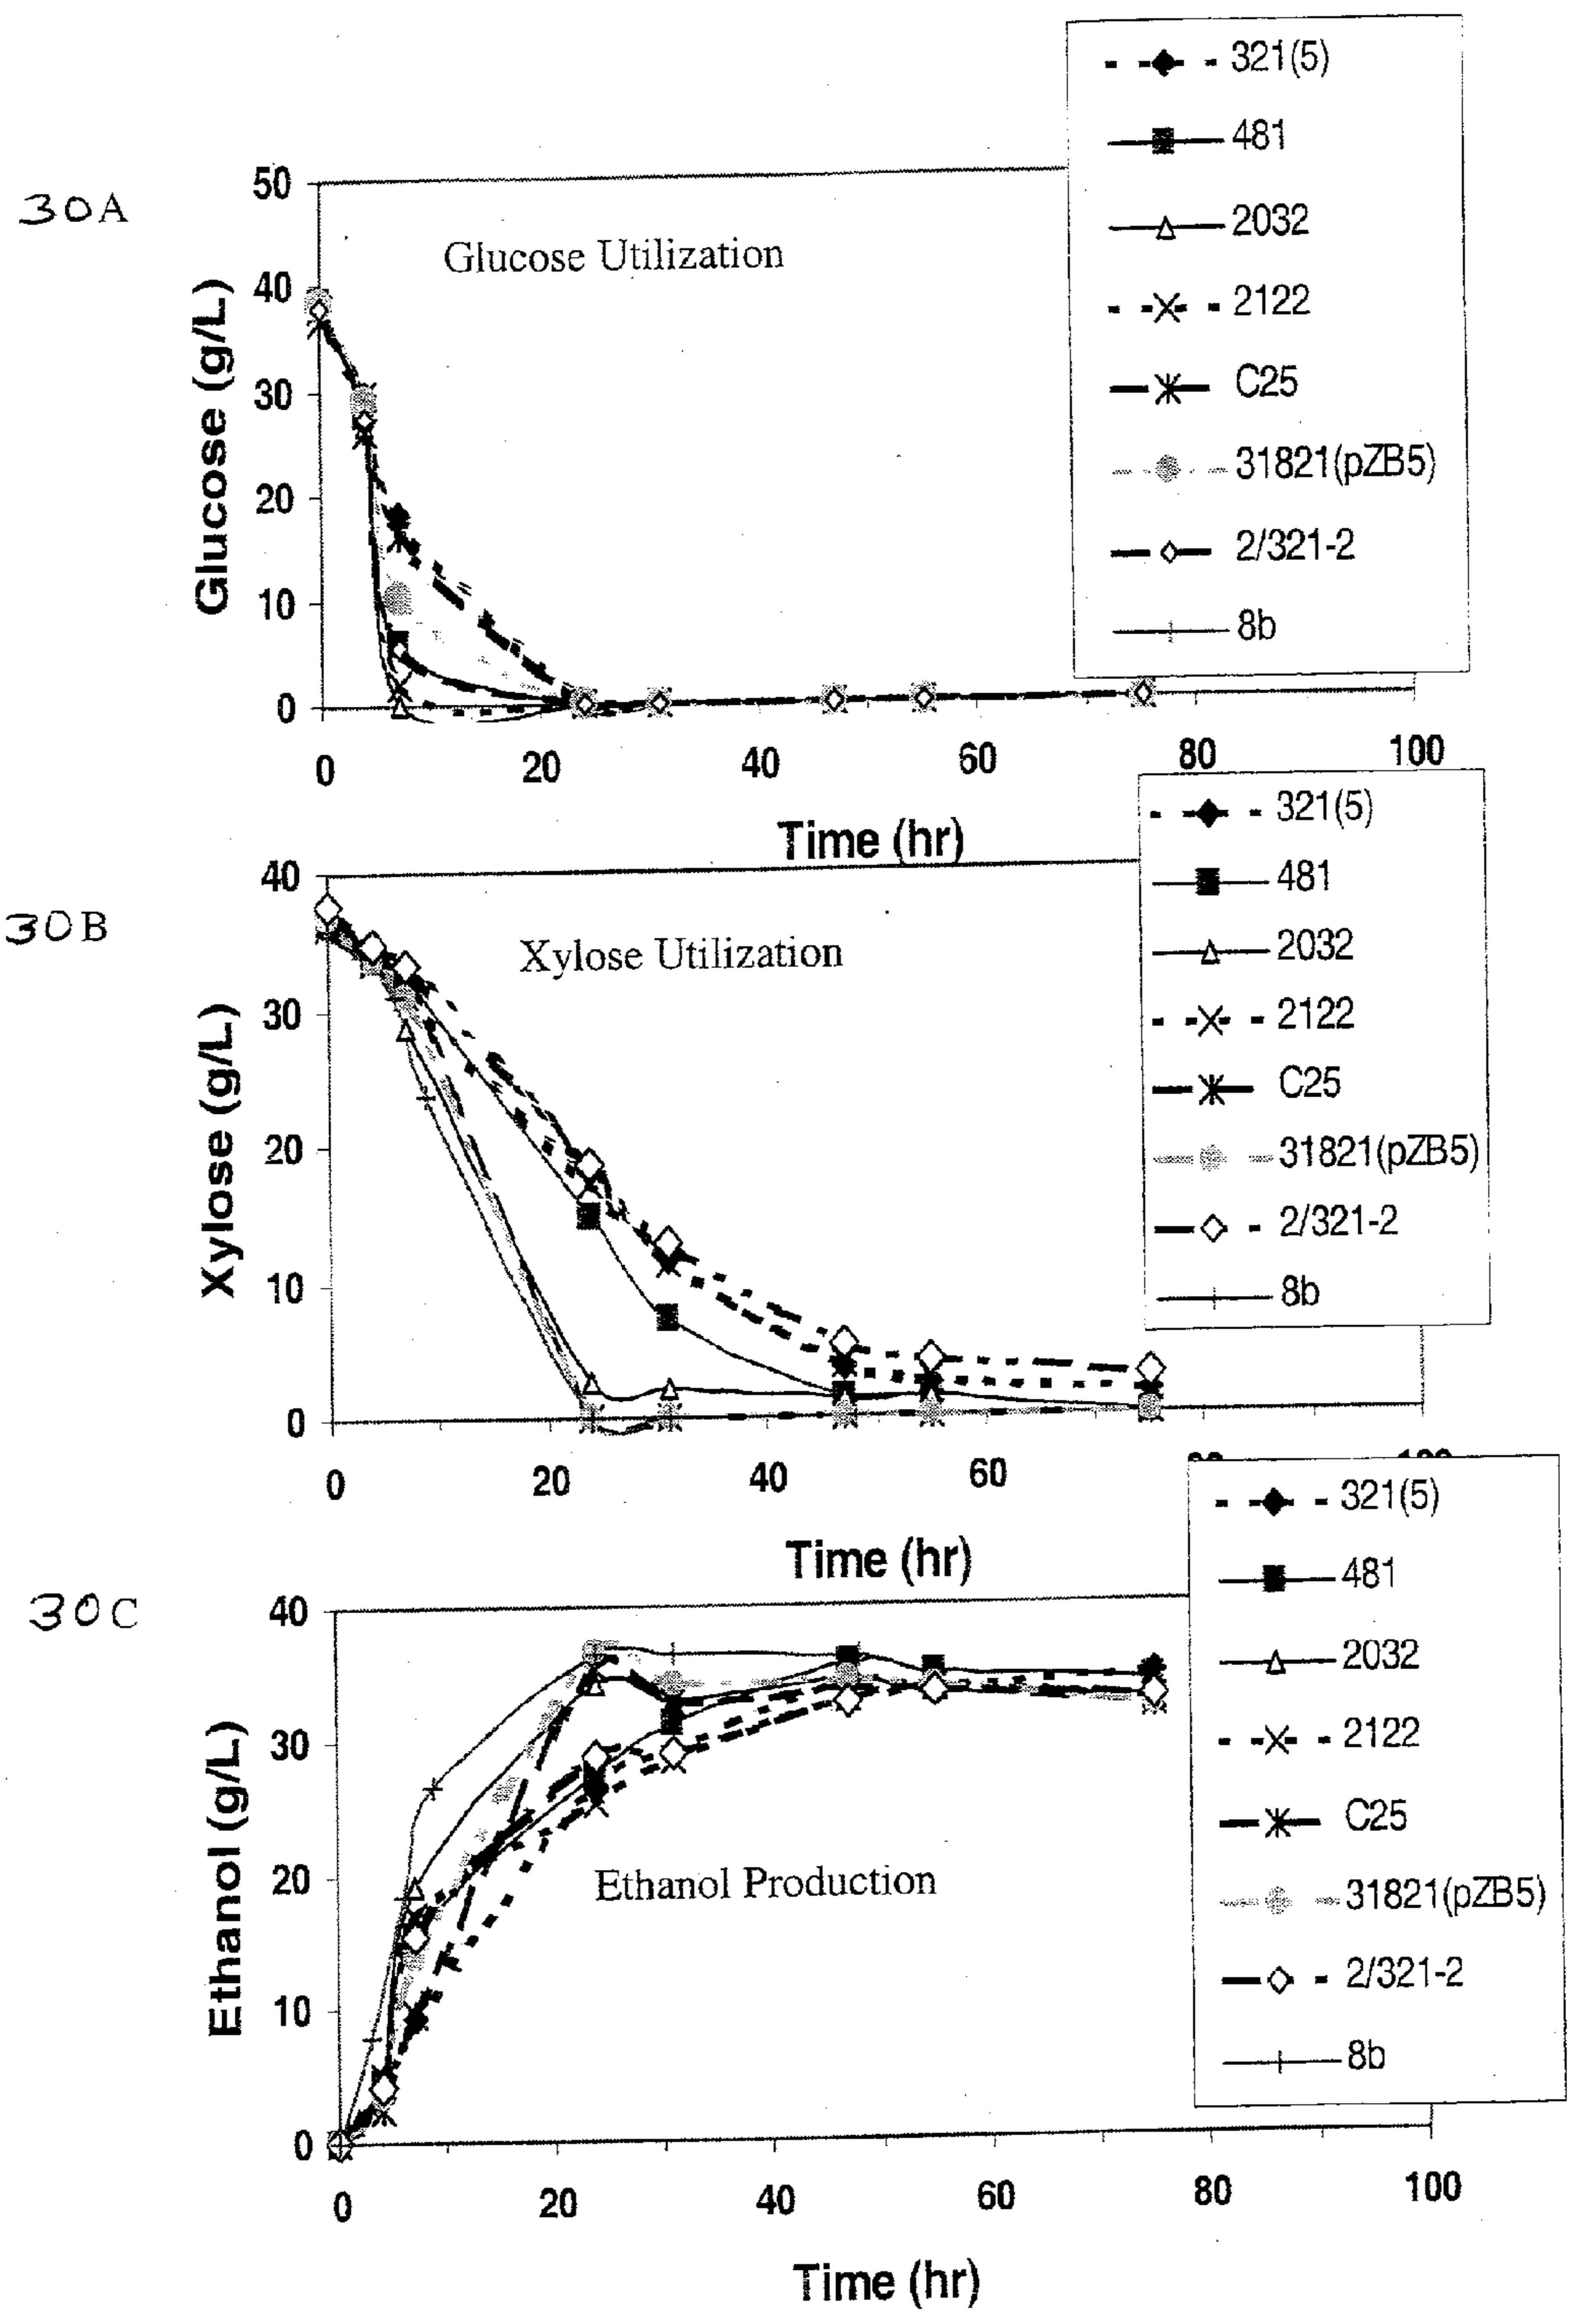 321(5)
481
2032
2122
C25
31821(pZB5)
2/321-2
8b
30A
Glucose Utilization
Glucose (g/L)
50
40
30
20
10
0
0 20 40 60 80 100
Time (hr)
321(5)
481
2032
2122
C25
31821(pZB5)
2/321-2
8b
30B
Xylose Utilization
Xylose (g/L)
40
30
20
10
0
0 20 40 60
Time (hr)
321(5)
481
2032
2122
C25
31821(pZB5)
2/321-2
8b
30C
Ethanol Production
Ethanol (g/L)
40
30
20
10
0
0 20 40 60 80 100
Time (hr)